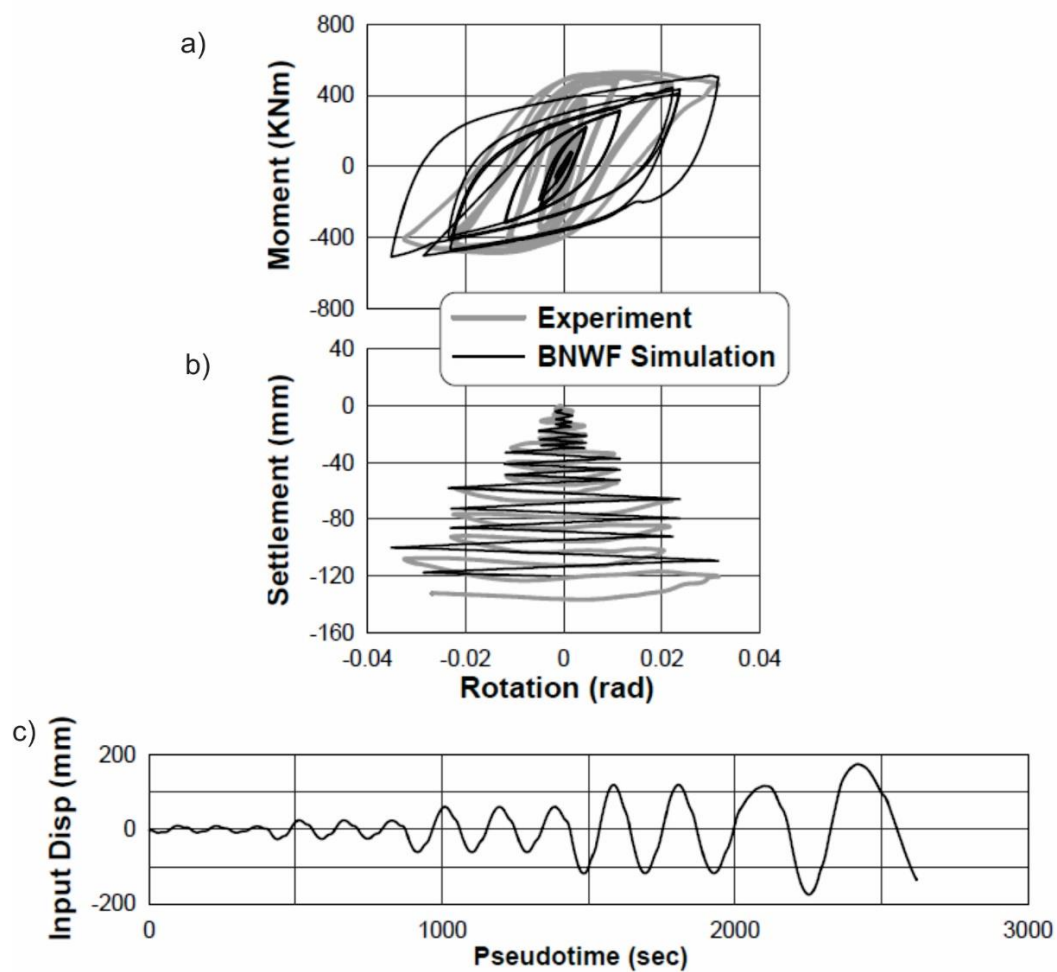 a)
Moment (KNm)
800
400
0
-400
-800
Experiment
BNWF Simulation
b)
Settlement (mm)
40
0
-40
-80
-120
-160
-0.04 -0.02 0 0.02 0.04
Rotation (rad)
c)
Input Disp (mm)
200
0
-200
0 1000 2000 3000
Pseudotime (sec)